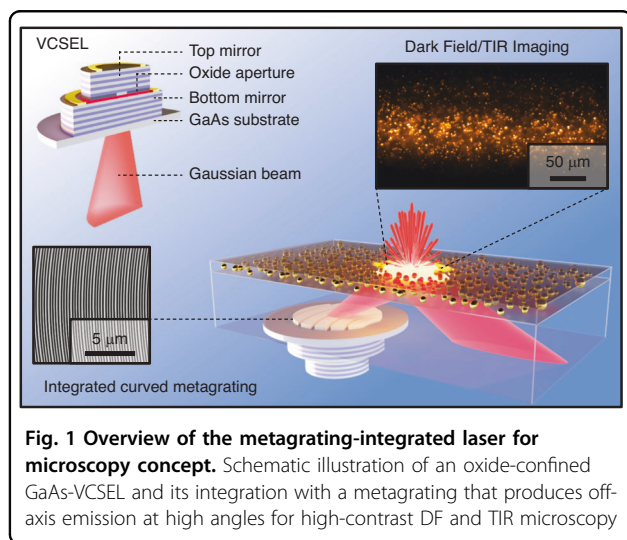 VCSEL
Top mirror
Oxide aperture
Bottom mirror
GaAs substrate
Gaussian beam
Dark Field/TIR Imaging
50 μm
5 μm
Integrated curved metagrating
Fig. 1 Overview of the metagrating-integrated laser for
microscopy concept. Schematic illustration of an oxide-confined
GaAs-VCSEL and its integration with a metagrating that produces off-
axis emission at high angles for high-contrast DF and TIR microscopy